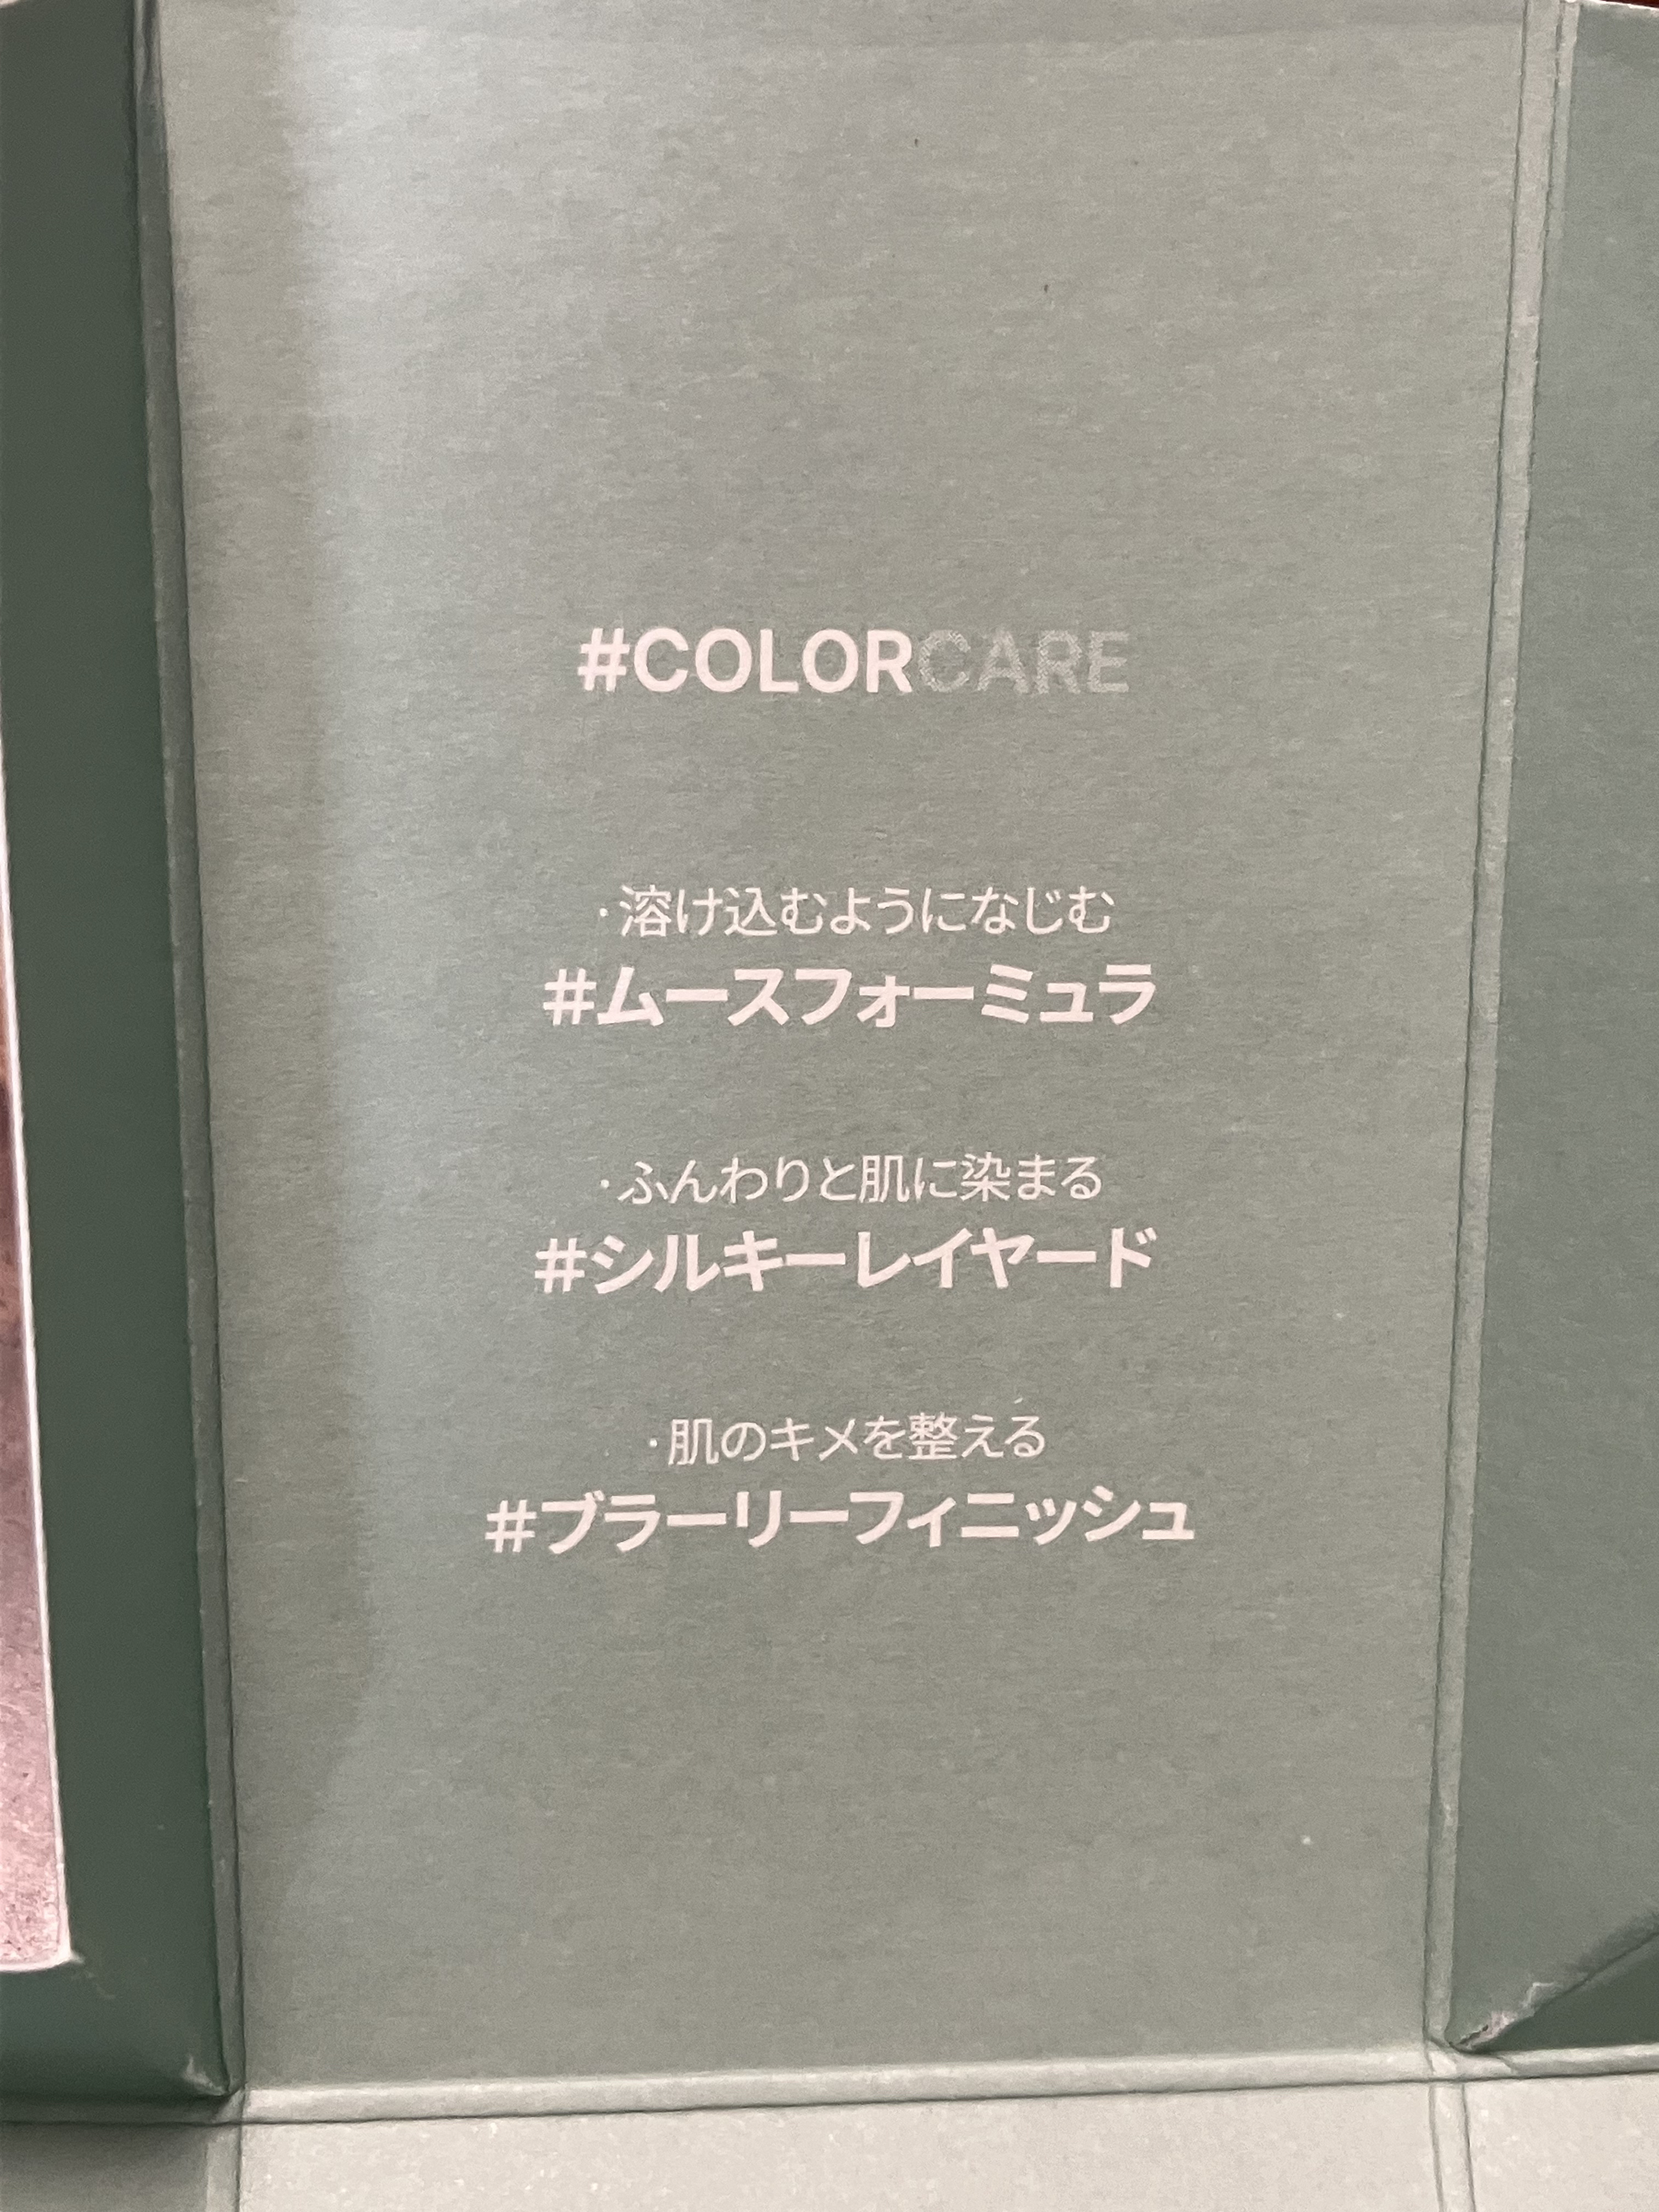 #COLORCARE
·溶け込むようになじむ
#ムースフォーミュラ
·ふんわりと肌に染まる
#シルキーレイヤード
·肌のキメを整える
#ブラーリーフィニッシュ